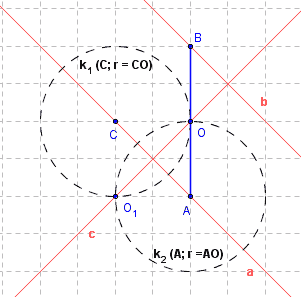 B
k₁ (C; r = CO)
b
C
O
O₁
A
c
k₂ (A; r =AO)
a